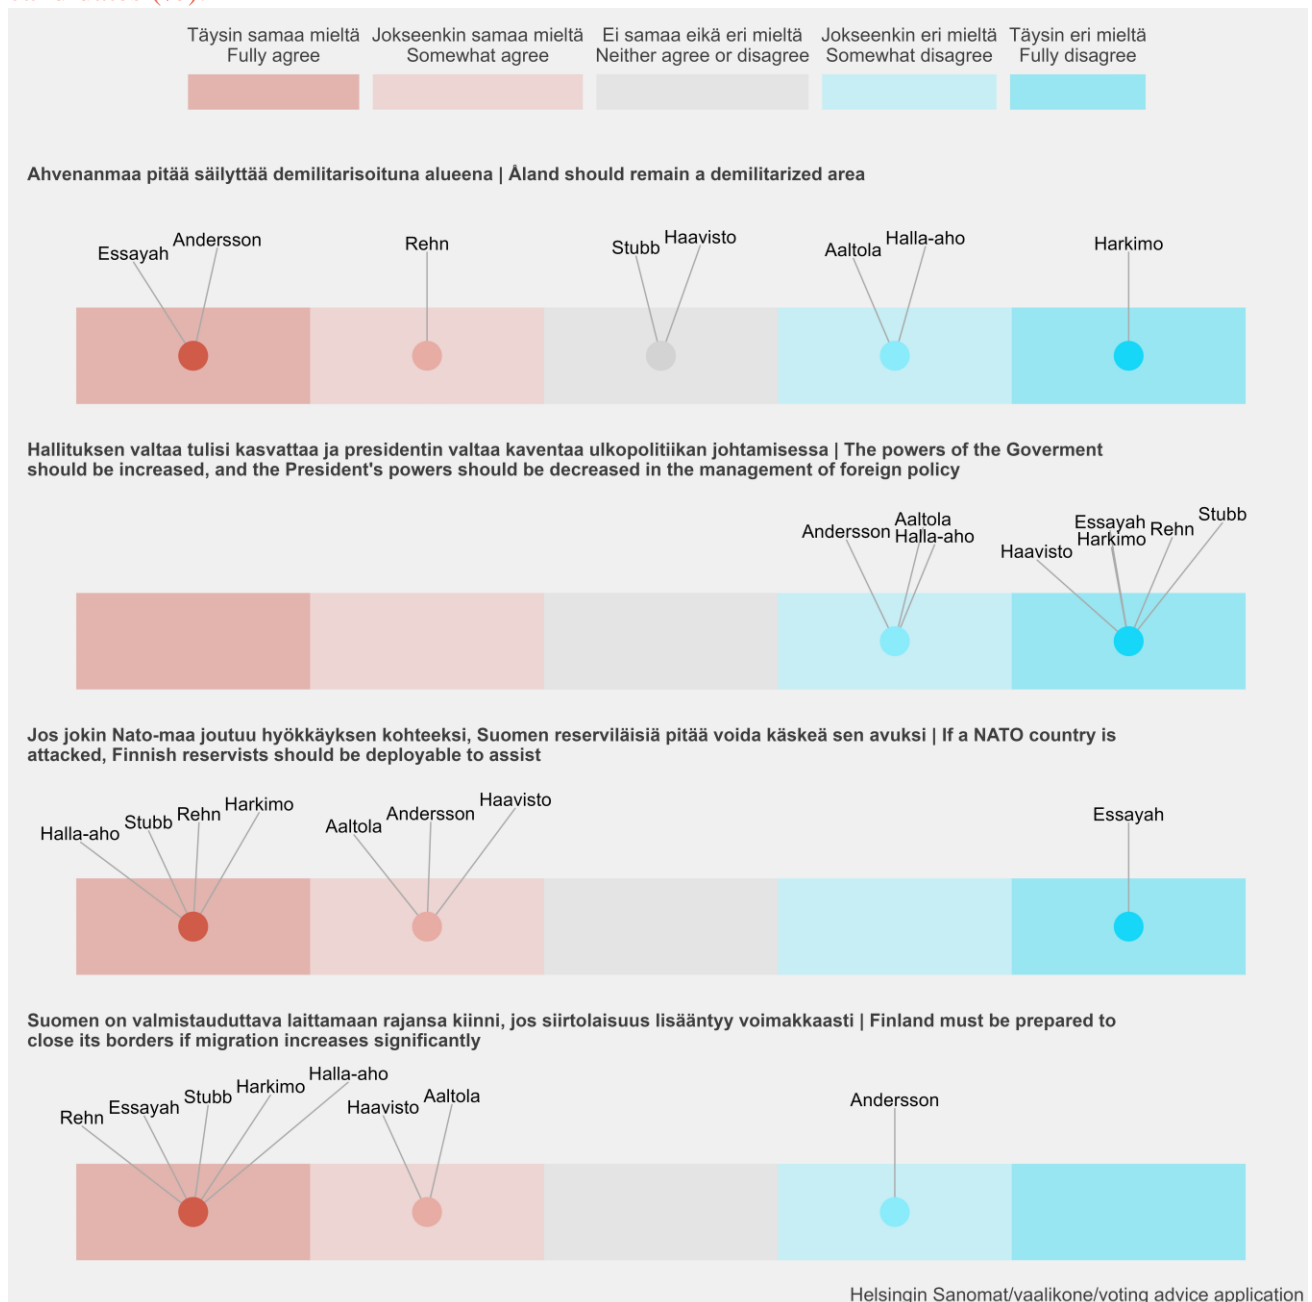 Täysin samaa mieltä Jokseenkin samaa mieltä Ei samaa eikä eri mieltä Jokseenkin eri mieltä Täysin eri mieltä
Fully agree Somewhat agree Neither agree or disagree Somewhat disagree Fully disagree
Ahvenanmaa pitää säilyttää demilitarisoituna alueena | Åland should remain a demilitarized area
Essayah Andersson Rehn Stubb Haavisto Aaltola Halla-aho Harkimo
Hallituksen valtaa tulisi kasvattaa ja presidentin valtaa kaventaa ulkopolitiikan johtamisessa | The powers of the Goverment
should be increased, and the President's powers should be decreased in the management of foreign policy
Andersson Aaltola Halla-aho Haavisto Essayah Harkimo Rehn Stubb
Jos jokin Nato-maa joutuu hyökkäyksen kohteeksi, Suomen reserviläisiä pitää voida käskeä sen avuksi | If a NATO country is
attacked, Finnish reservists should be deployable to assist
Halla-aho Stubb Rehn Harkimo Aaltola Andersson Haavisto Essayah
Suomen on valmistauduttava laittamaan rajansa kiinni, jos siirtolaisuus lisääntyy voimakkaasti | Finland must be prepared to
close its borders if migration increases significantly
Rehn Essayah Stubb Harkimo Halla-aho Haavisto Aaltola Andersson
Helsingin Sanomat/vaalikone/voting advice application